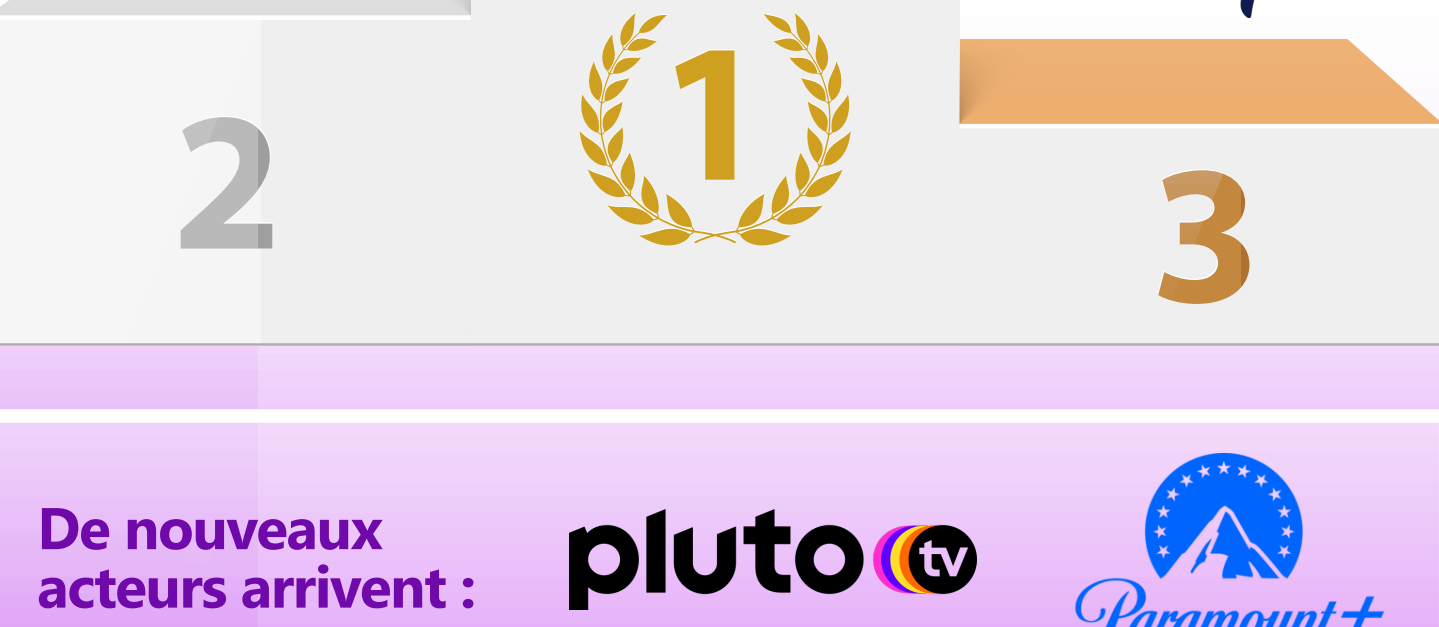 1
2
3
De nouveaux
acteurs arrivent :
pluto tv
Paramount+